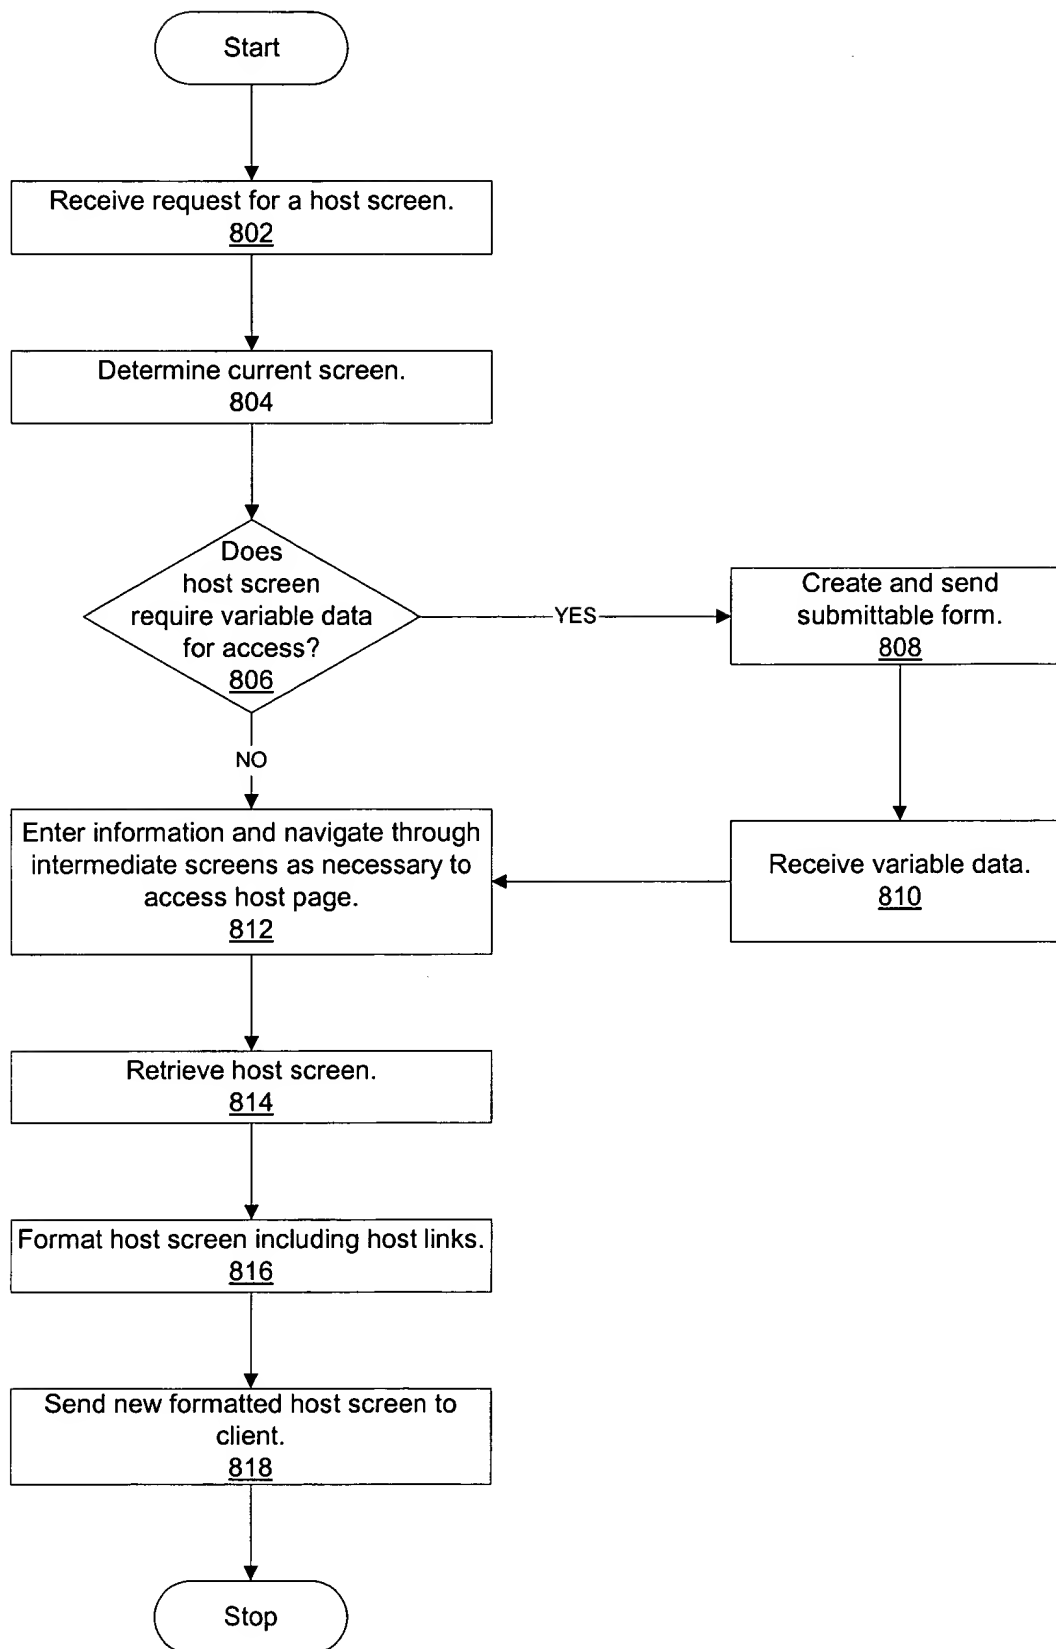 Start
Receive request for a host screen.
802
Determine current screen.
804
Does
host screen
require variable data
for access?
806
YES
Create and send
submittable form.
808
NO
Enter information and navigate through
intermediate screens as necessary to
access host page.
812
Receive variable data.
810
Retrieve host screen.
814
Format host screen including host links.
816
Send new formatted host screen to
client.
818
Stop